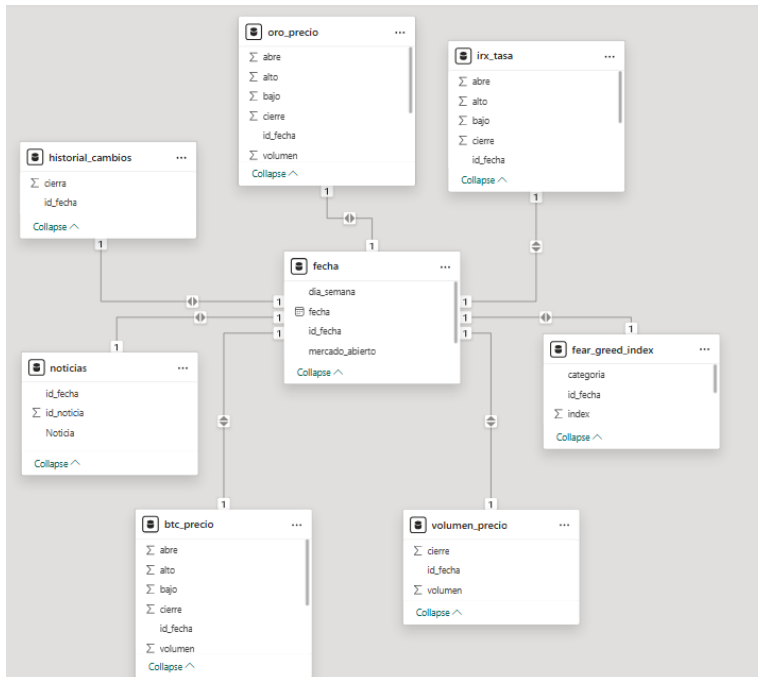 oro_precio
Σ abre
Σ alto
Σ bajo
Σ cierre
id_fecha
Σ volumen
Collapse
1
irx_tasa
Σ abre
Σ alto
Σ bajo
Σ cierre
id_fecha
Collapse
1
historial_cambios
Σ cierra
id_fecha
Collapse
1
1
fecha
dia_semana
fecha
id_fecha
mercado_abierto
Collapse
1
1
1
1
1
1
noticias
id_fecha
Σ id_noticia
Noticia
Collapse
1
fear_greed_index
categoria
id_fecha
Σ index
Collapse
1
btc_precio
Σ abre
Σ alto
Σ bajo
Σ cierre
id_fecha
Σ volumen
Collapse
1
volumen_precio
Σ cierre
id_fecha
Σ volumen
Collapse
1